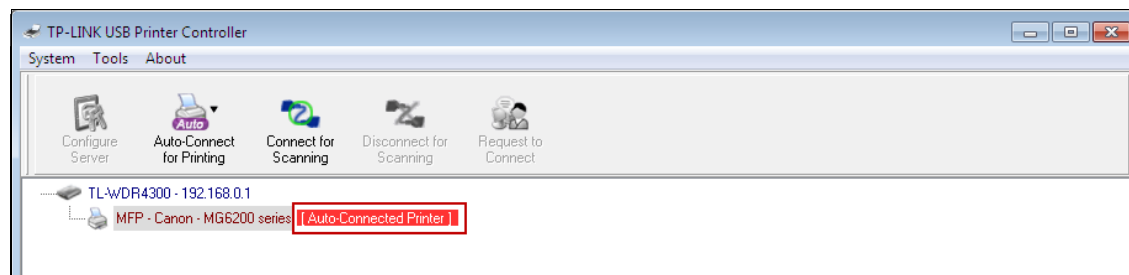 TP-LINK USB Printer Controller
System Tools About
Configure Server
Auto
Auto-Connect for Printing
Connect for Scanning
Disconnect for Scanning
Request to Connect
TL-WDR4300 - 192.168.0.1
MFP - Canon - MG6200 series [ Auto-Connected Printer ]